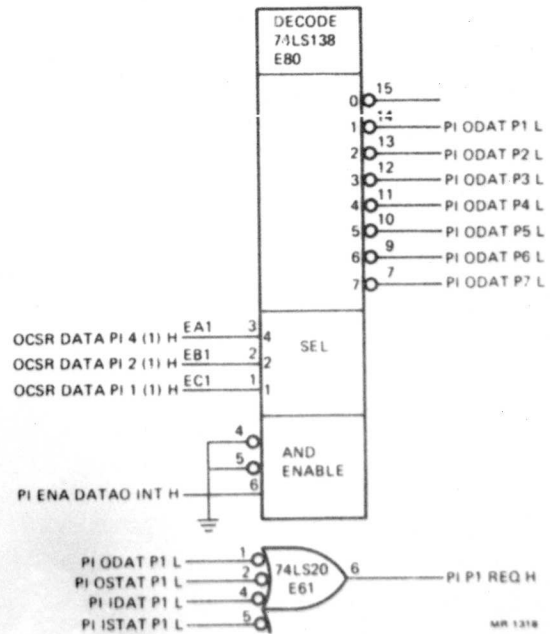 DECODE
74LS138
E80
0 15
1 14 PI ODAT P1 L
2 13 PI ODAT P2 L
3 12 PI ODAT P3 L
4 11 PI ODAT P4 L
5 10 PI ODAT P5 L
6 9 PI ODAT P6 L
7 7 PI ODAT P7 L
OCSR DATA PI 4 (1) H EA1 3 4 SEL
OCSR DATA PI 2 (1) H EB1 2 2
OCSR DATA PI 1 (1) H EC1 1 1
4 AND
5 ENABLE
PI ENA DATAO INT H 6
PI ODAT P1 L 1 74LS20
PI OSTAT P1 L 2 E61 6 PI P1 REQ H
PI IDAT P1 L 4
PI ISTAT P1 L 5
MR 1318